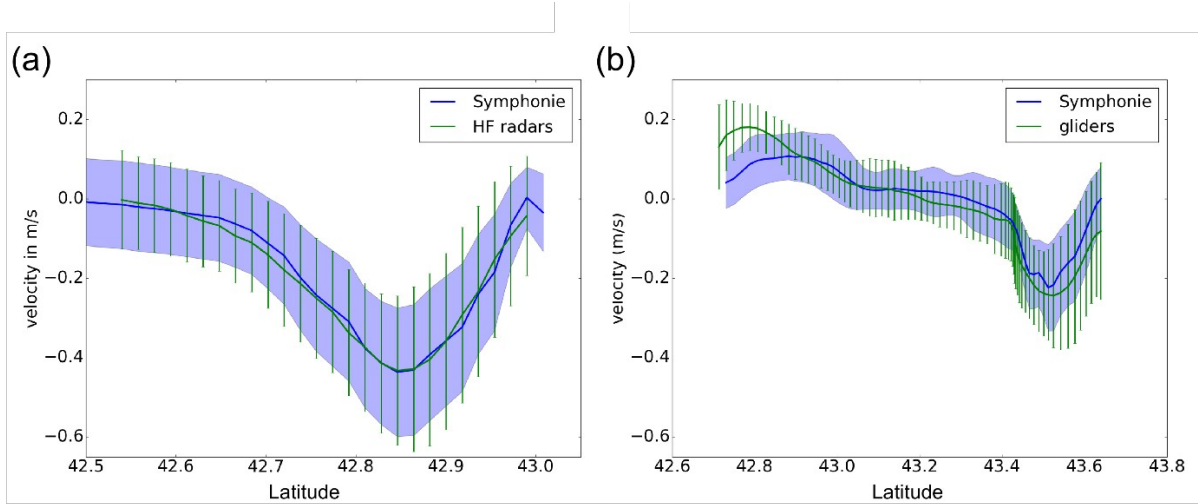 (a)
(b)
Symphonie
HF radars
Symphonie
gliders
velocity in m/s
0.2
0.0
−0.2
−0.4
−0.6
42.5 42.6 42.7 42.8 42.9 43.0
Latitude
velocity (m/s)
0.2
0.0
−0.2
−0.4
−0.6
42.6 42.8 43.0 43.2 43.4 43.6 43.8
Latitude